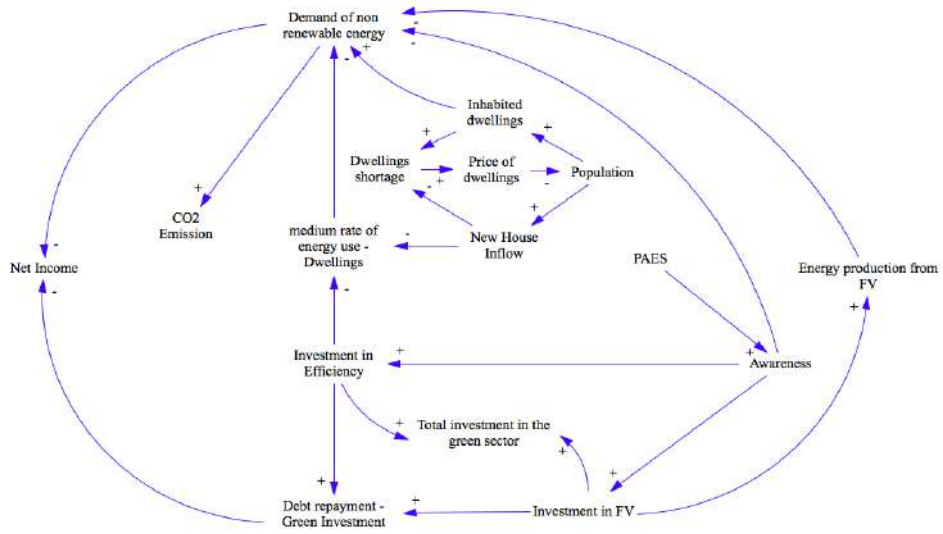 Demand of non
renewable energy
-
-
-
+
Inhabited
dwellings
+
+
Dwellings
shortage
Price of
dwellings
Population
-
+
-
+
+
CO2
Emission
medium rate of
energy use -
Dwellings
-
New House
Inflow
-
Net Income
-
PAES
Energy production from
FV
+
-
Investment in
Efficiency
+
+
Awareness
+
Total investment in the
green sector
+
+
+
Debt repayment -
Green Investment
+
Investment in FV